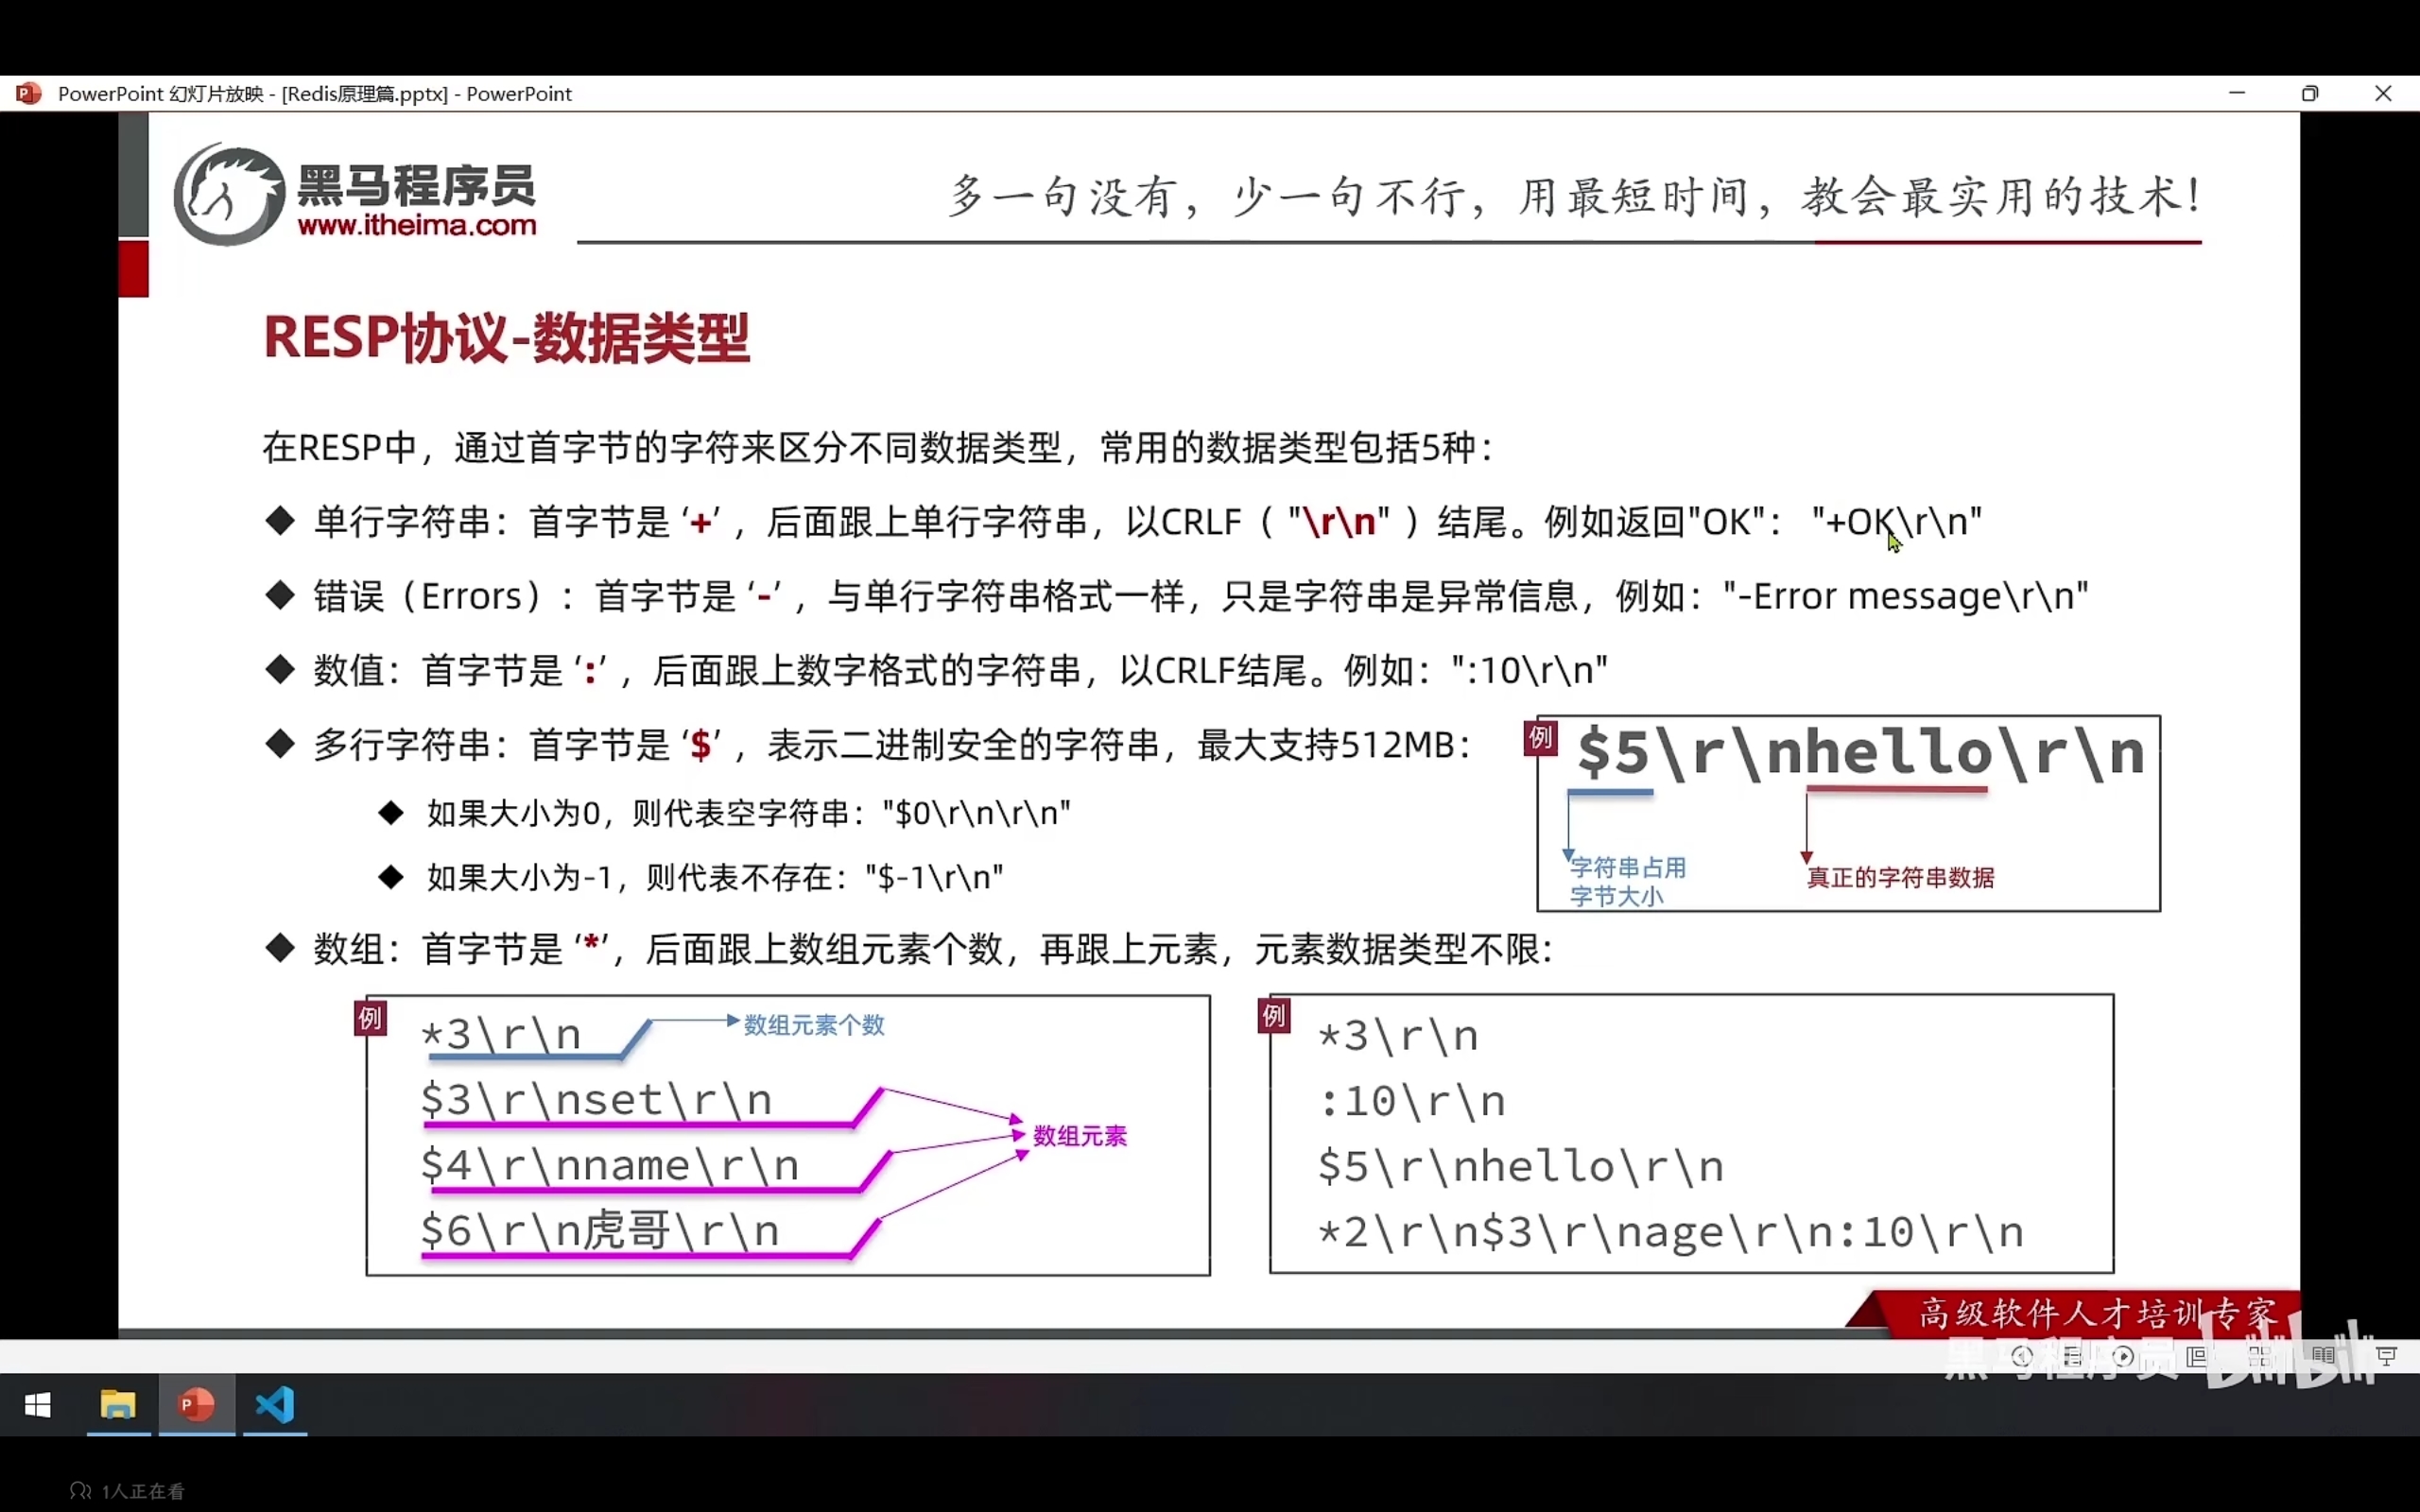 PowerPoint 幻灯片放映 - [Redis原理篇.pptx] - PowerPoint
黑马程序员
www.itheima.com
多一句没有，少一句不行，用最短时间，教会最实用的技术！
RESP协议-数据类型
在RESP中，通过首字节的字符来区分不同数据类型，常用的数据类型包括5种：
◆ 单行字符串：首字节是 ‘+’ ，后面跟上单行字符串，以CRLF（ "\r\n" ）结尾。例如返回"OK"： "+OK\r\n"
◆ 错误（Errors）：首字节是 ‘-’ ，与单行字符串格式一样，只是字符串是异常信息，例如："-Error message\r\n"
◆ 数值：首字节是 ‘:’ ，后面跟上数字格式的字符串，以CRLF结尾。例如：":10\r\n"
◆ 多行字符串：首字节是 ‘$’ ，表示二进制安全的字符串，最大支持512MB：
◆ 如果大小为0，则代表空字符串："$0\r\n\r\n"
◆ 如果大小为-1，则代表不存在："$-1\r\n"
例
$5\r\nhello\r\n
字符串占用
字节大小
真正的字符串数据
◆ 数组：首字节是 ‘*’，后面跟上数组元素个数，再跟上元素，元素数据类型不限:
例
*3\r\n
数组元素个数
$3\r\nset\r\n
$4\r\nname\r\n
$6\r\n虎哥\r\n
数组元素
例
*3\r\n
:10\r\n
$5\r\nhello\r\n
*2\r\n$3\r\nage\r\n:10\r\n
高级软件人才培训专家
黑马程序员 bilibili
1人正在看